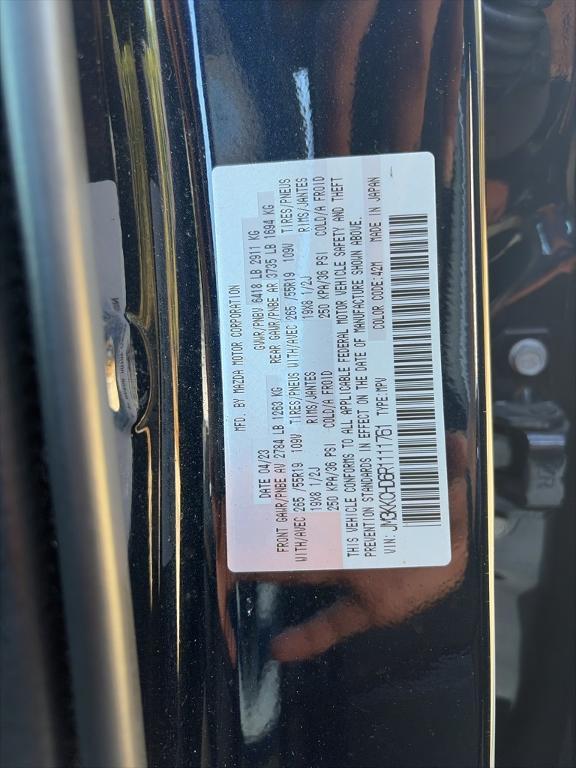 MFD. BY MAZDA MOTOR CORPORATION
DATE 04/23 GVWR/PNBV 6418 LB 2911 KG
FRONT GAWR/PNBE AV 2784 LB 1263 KG REAR GAWR/PNBE AR 3735 LB 1694 KG
WITH/AVEC 265/55R19 109V TIRES/PNEUS WITH/AVEC 265/55R19 109V TIRES/PNEUS
19X8 1/2J RIMS/JANTES 19X8 1/2J RIMS/JANTES
250 KPA/36 PSI COLD/A FROID 250 KPA/36 PSI COLD/A FROID
THIS VEHICLE CONFORMS TO ALL APPLICABLE FEDERAL MOTOR VEHICLE SAFETY AND THEFT
PREVENTION STANDARDS IN EFFECT ON THE DATE OF MANUFACTURE SHOWN ABOVE.
VIN: JM3KKCHD6R1111761 TYPE:MPV COLOR CODE:42M MADE IN JAPAN